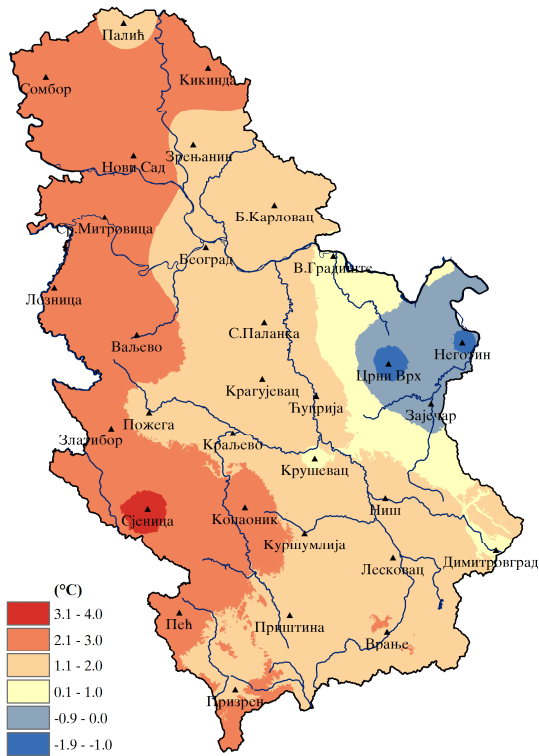 Палић
Кикинда
Сомбор
Зрењанин
Нови Сад
Б.Карловац
Ср.Митровица
Београд
В.Градиште
Лозница
С.Паланка
Ваљево
Неготин
Црни Врх
Крагујевац
Ћуприја
Зајечар
Пожега
Златибор
Краљево
Крушевац
Сјеница
Копаоник
Ниш
Куршумлија
Димитровград
Лесковац
Пећ
Приштина
Врање
Призрен
(°C)
3.1 - 4.0
2.1 - 3.0
1.1 - 2.0
0.1 - 1.0
-0.9 - 0.0
-1.9 - -1.0